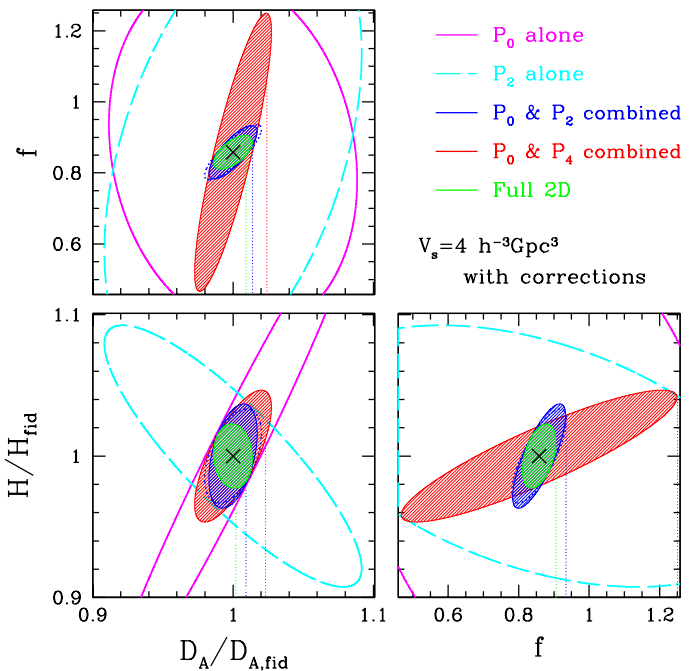 1.2
1
0.8
0.6
f
P₀ alone
P₂ alone
P₀ & P₂ combined
P₀ & P₄ combined
Full 2D
Vₛ=4 h⁻³Gpc³
with corrections
1.1
1
0.9
H/H_fid
0.9 1 1.1
D_A/D_A,fid
0.6 0.8 1 1.2
f